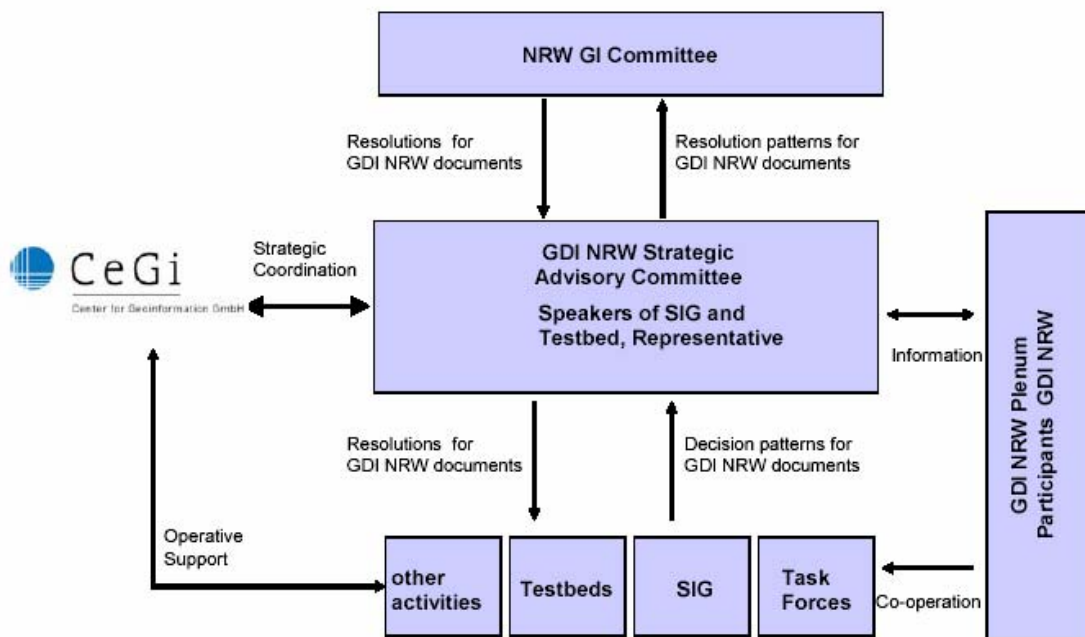 NRW GI Committee
Resolutions for
GDI NRW documents
Resolution patterns for
GDI NRW documents
CeGi
Center for Geoinformation GmbH
Strategic
Coordination
GDI NRW Strategic
Advisory Committee
Speakers of SIG and
Testbed, Representative
Information
GDI NRW Plenum
Participants GDI NRW
Resolutions for
GDI NRW documents
Decision patterns for
GDI NRW documents
Operative
Support
other
activities
Testbeds
SIG
Task
Forces
Co-operation